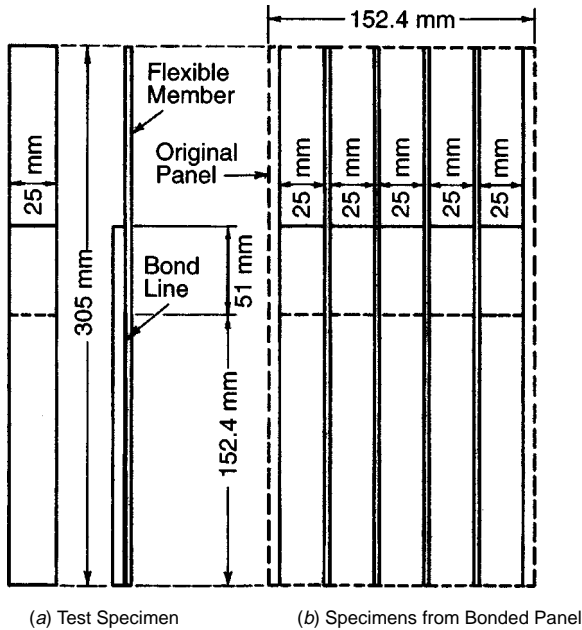 152.4 mm
Flexible
Member
Original
Panel
25 mm
25 mm
25 mm
25 mm
25 mm
25 mm
305 mm
Bond
Line
51 mm
152.4 mm
(a) Test Specimen
(b) Specimens from Bonded Panel